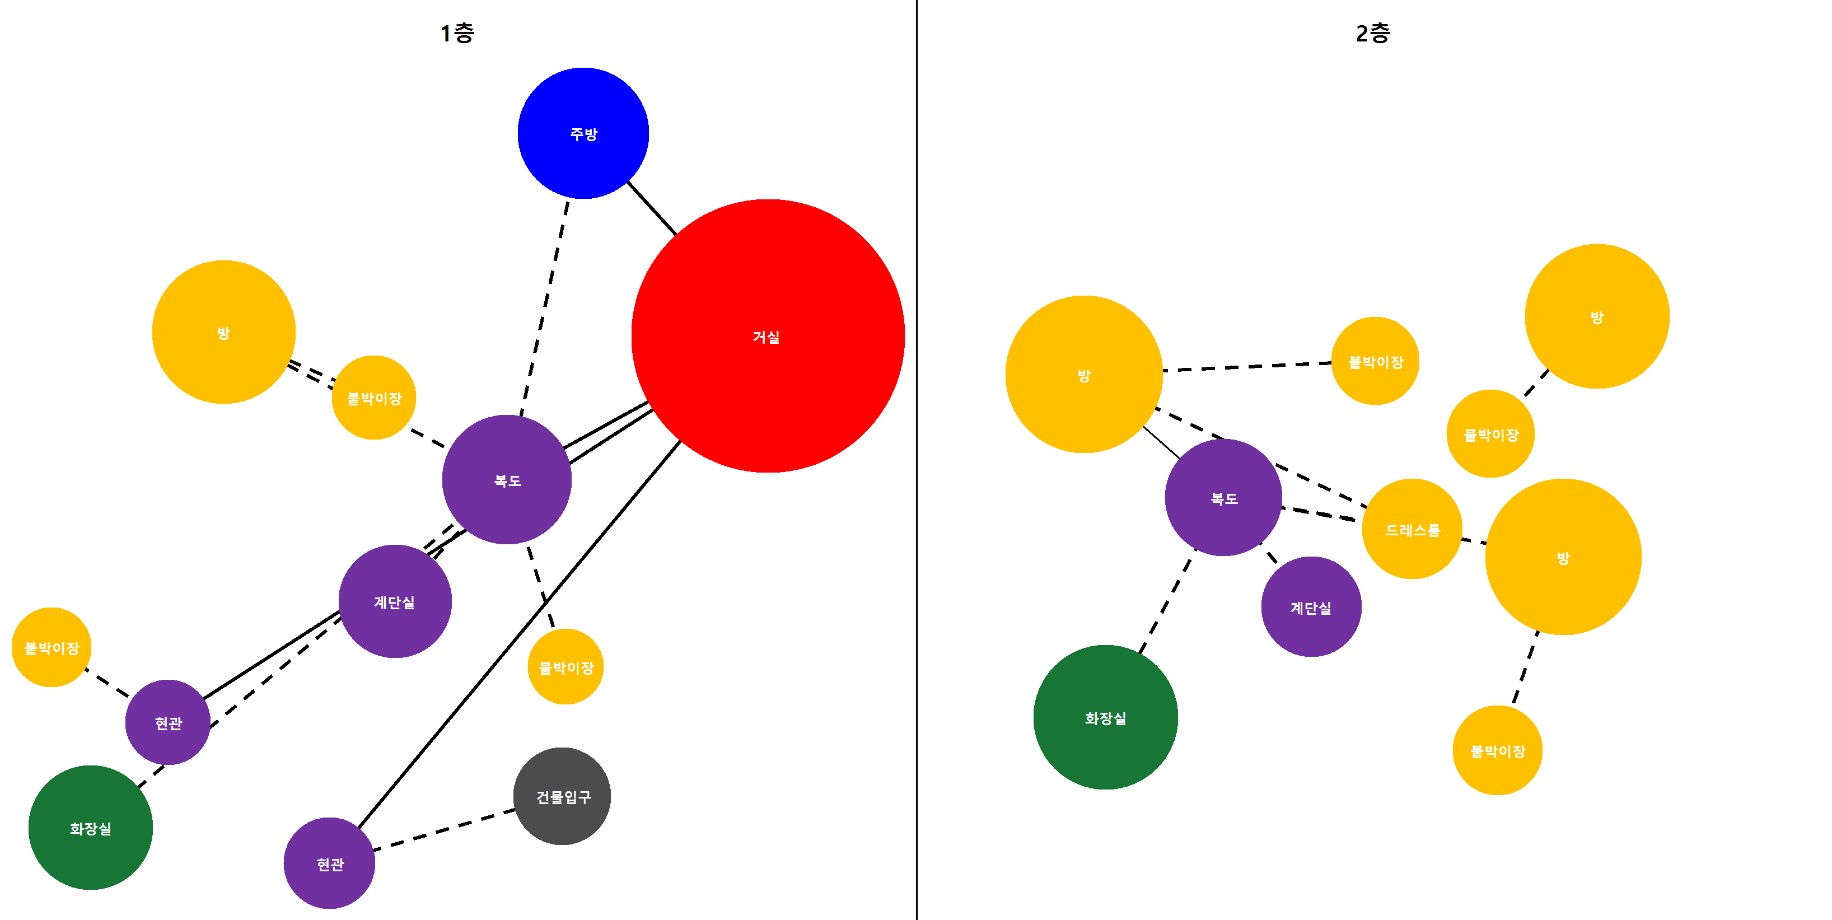 1층
주방
거실
방
붙박이장
복도
계단실
붙박이장
붙박이장
현관
건물입구
화장실
현관
2층
방
방
붙박이장
붙박이장
복도
드레스룸
방
계단실
화장실
붙박이장